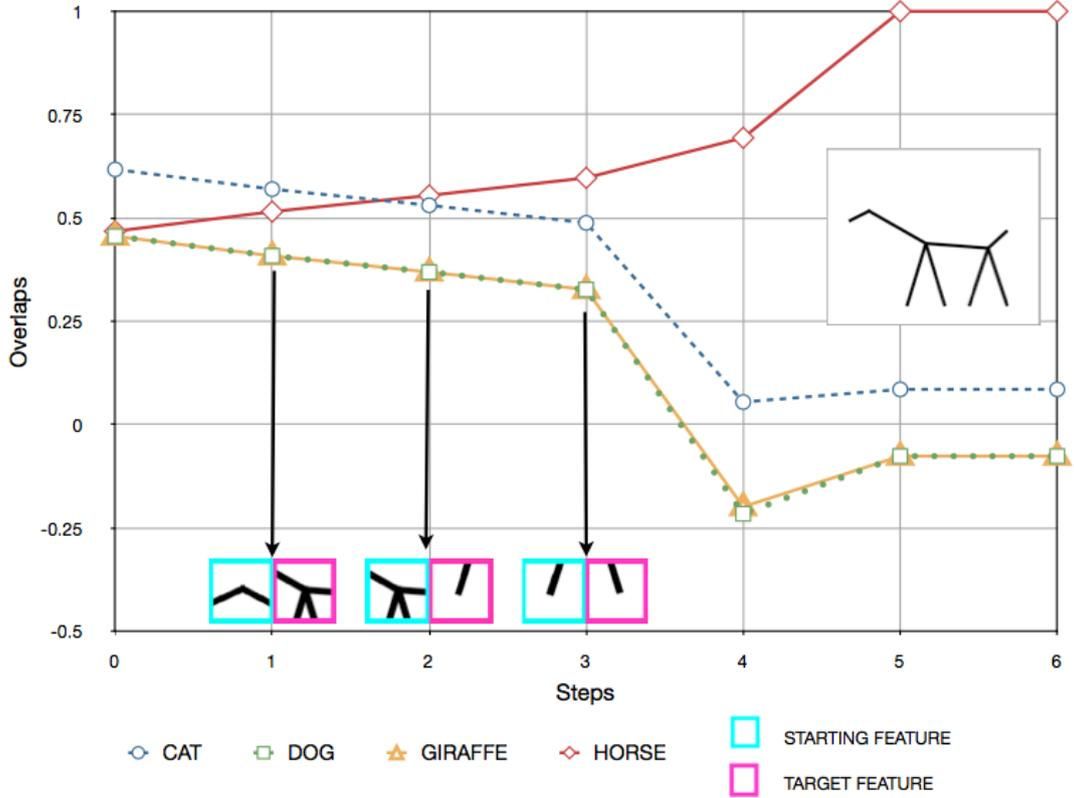 1
0.75
0.5
0.25
0
-0.25
-0.5
Overlaps
0 1 2 3 4 5 6
Steps
CAT DOG GIRAFFE HORSE
STARTING FEATURE
TARGET FEATURE